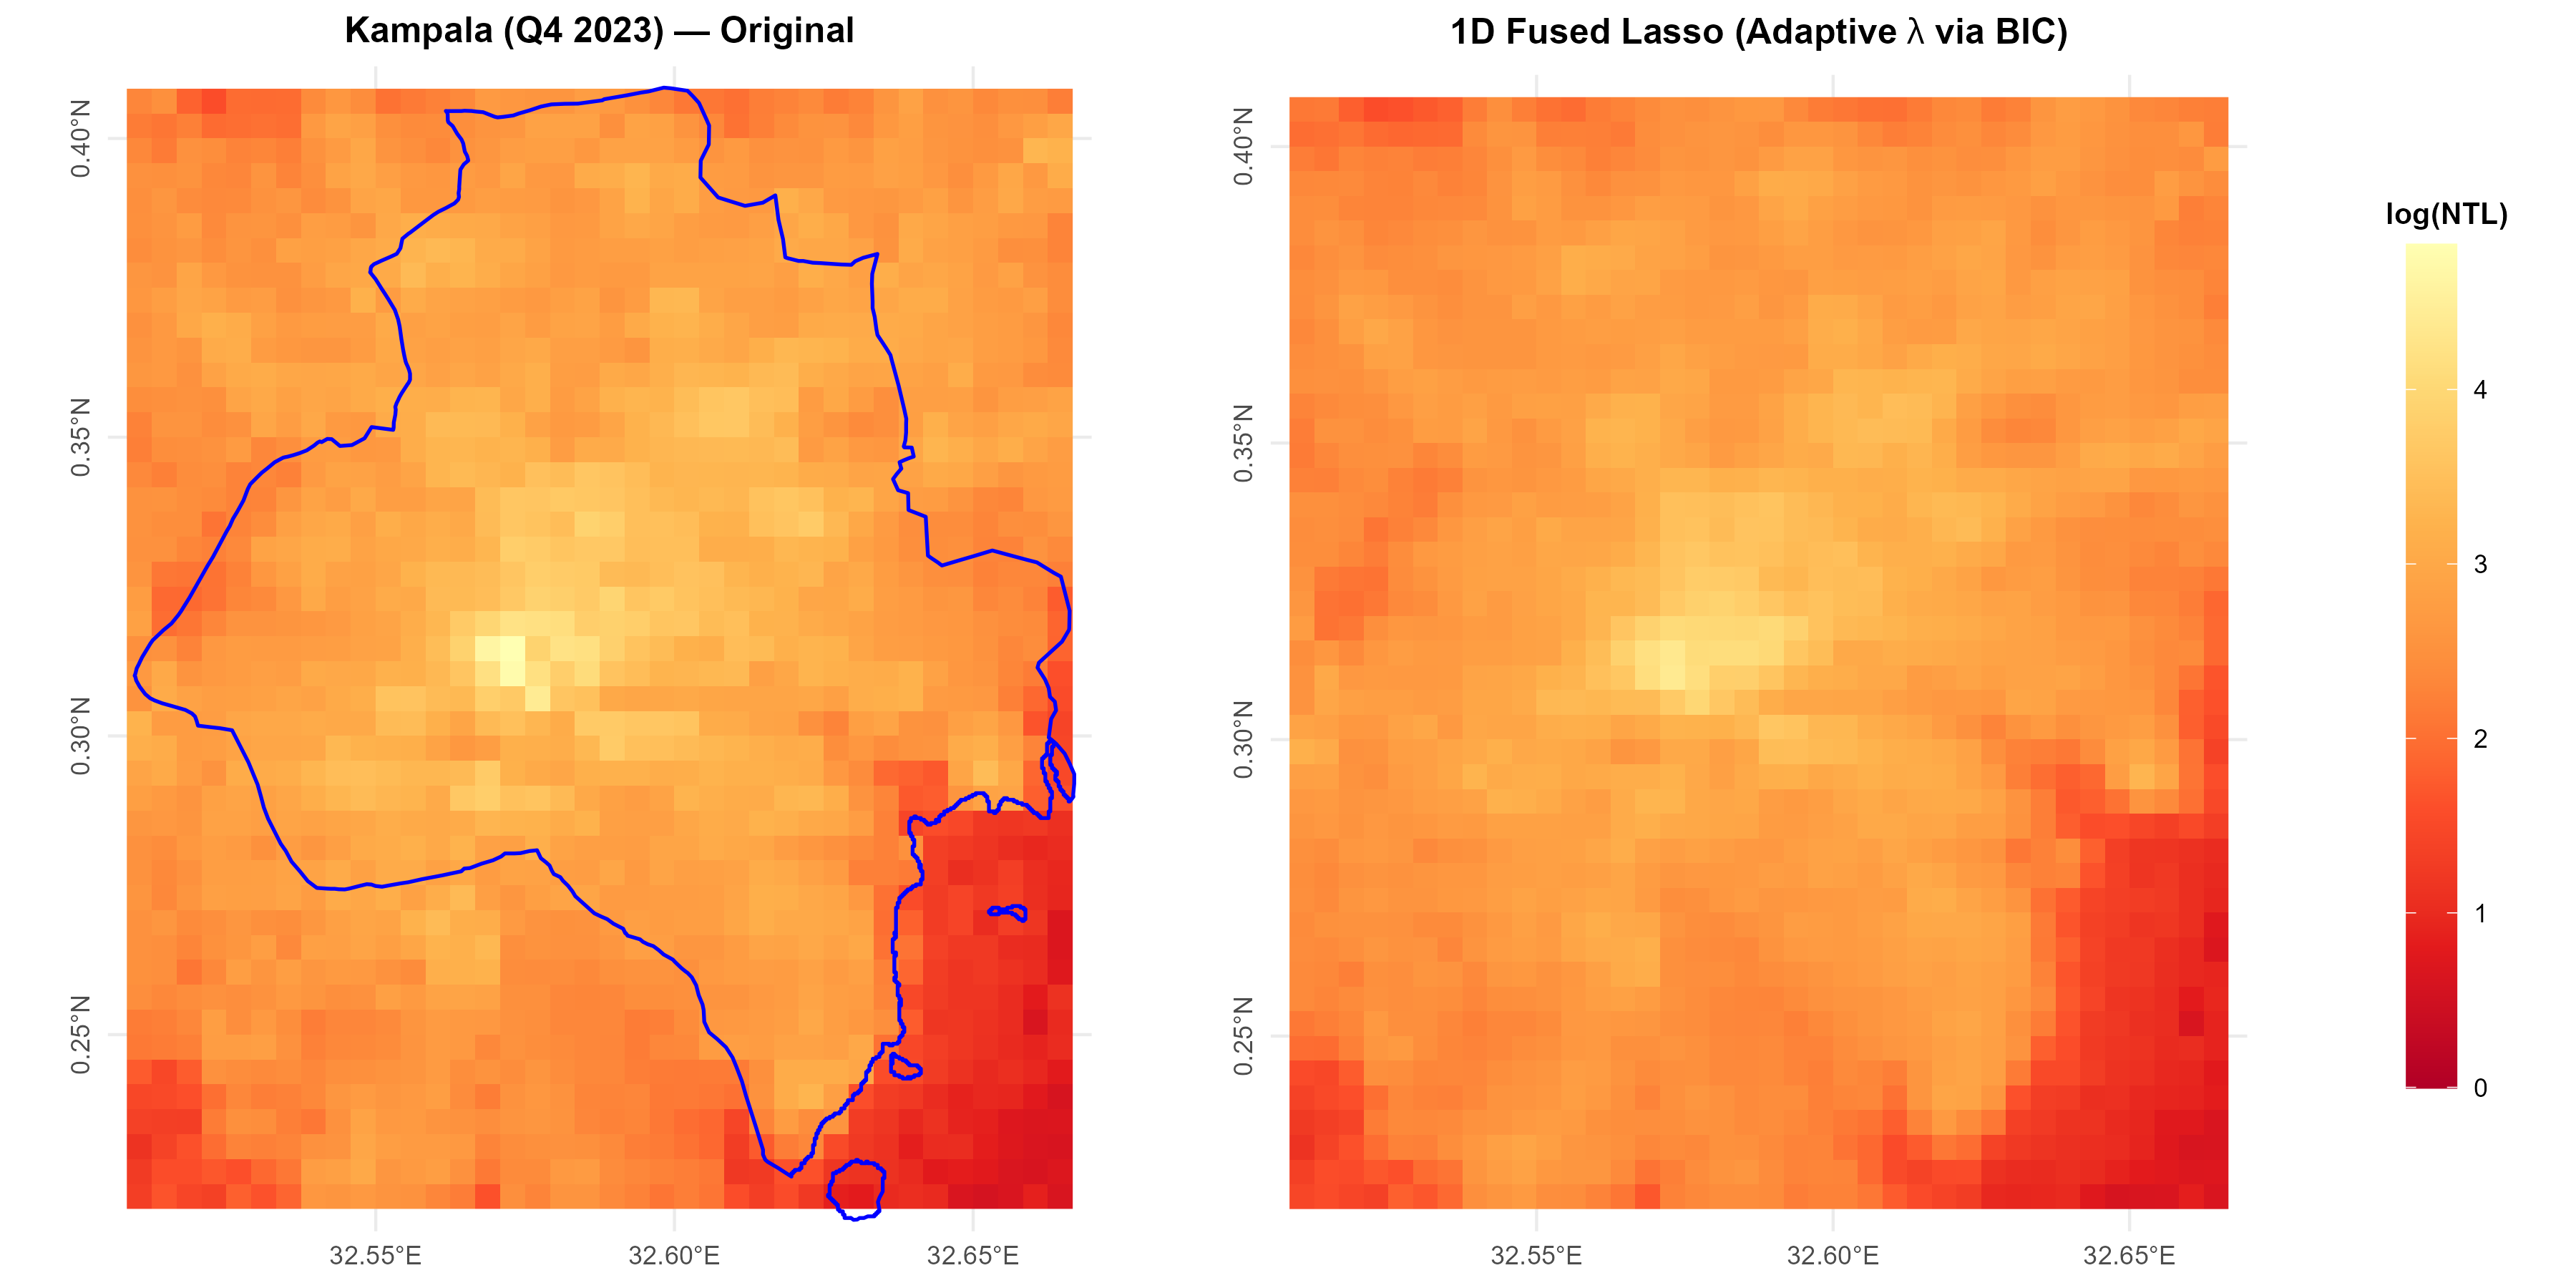 Kampala (Q4 2023) — Original
0.40°N
0.35°N
0.30°N
0.25°N
32.55°E
32.60°E
32.65°E
1D Fused Lasso (Adaptive λ via BIC)
0.40°N
0.35°N
0.30°N
0.25°N
32.55°E
32.60°E
32.65°E
log(NTL)
4
3
2
1
0